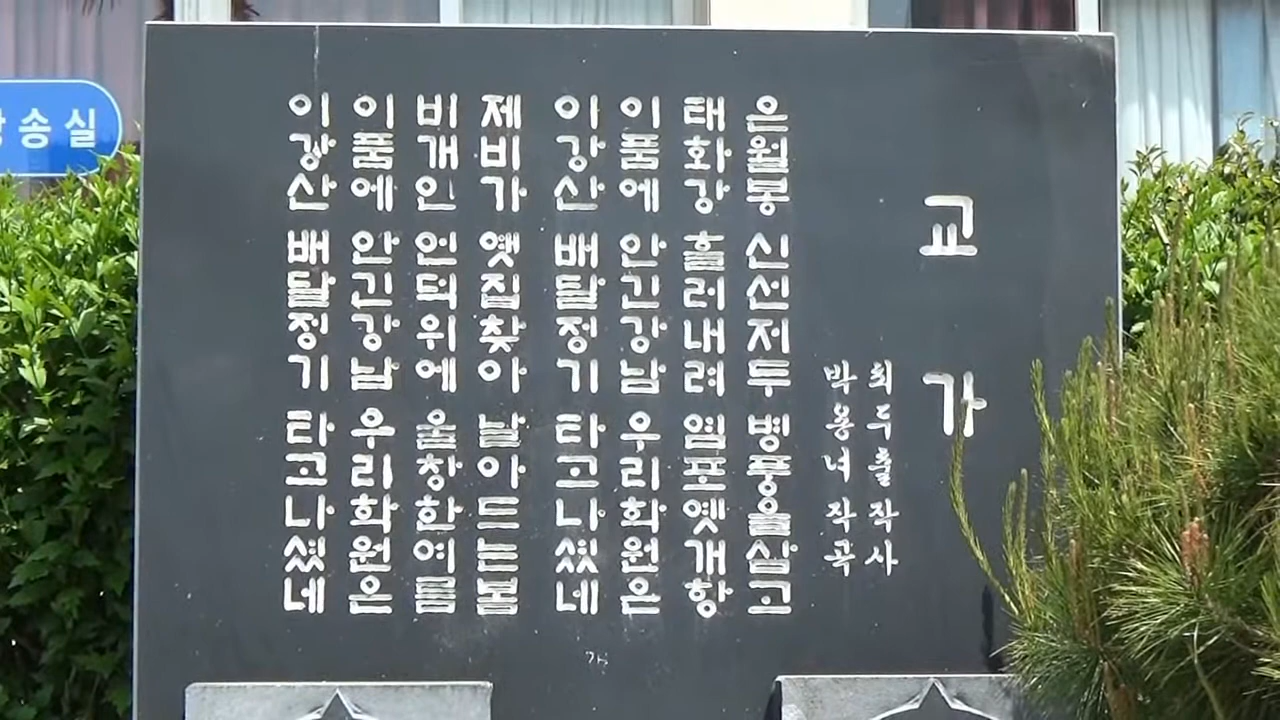 교가
최두출 작사
박용녀 작곡
은월봉 신선저두 병풍을삼고
태화강 흘러내려 염포옛개항
이품에 안긴강남 우리화원은
이강산 배달정기 타고나셨네
제비가 옛집찾아 날아드는봄
비개인 언덕위에 울창한여름
이품에 안긴강남 우리화원은
이강산 배달정기 타고나셨네
송실